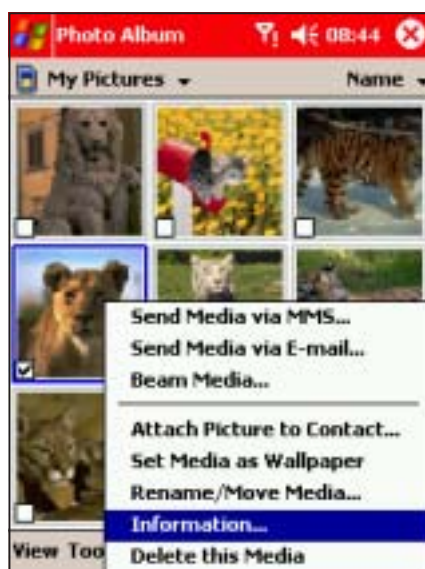 Photo Album 08:44
My Pictures Name
Send Media via MMS...
Send Media via E-mail...
Beam Media...
Attach Picture to Contact...
Set Media as Wallpaper
Rename/Move Media...
Information...
View Too
Delete this Media